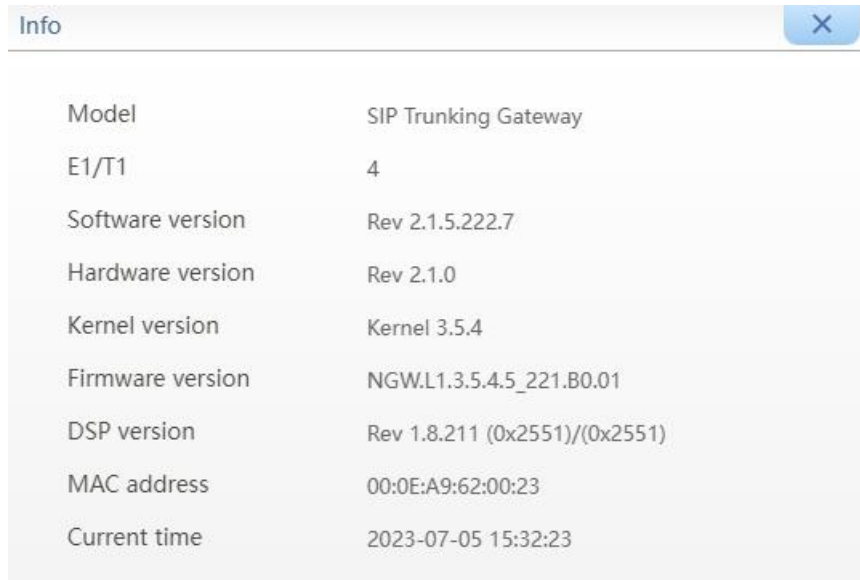 Info
Model SIP Trunking Gateway
E1/T1 4
Software version Rev 2.1.5.222.7
Hardware version Rev 2.1.0
Kernel version Kernel 3.5.4
Firmware version NGW.L1.3.5.4.5_221.B0.01
DSP version Rev 1.8.211 (0x2551)/(0x2551)
MAC address 00:0E:A9:62:00:23
Current time 2023-07-05 15:32:23